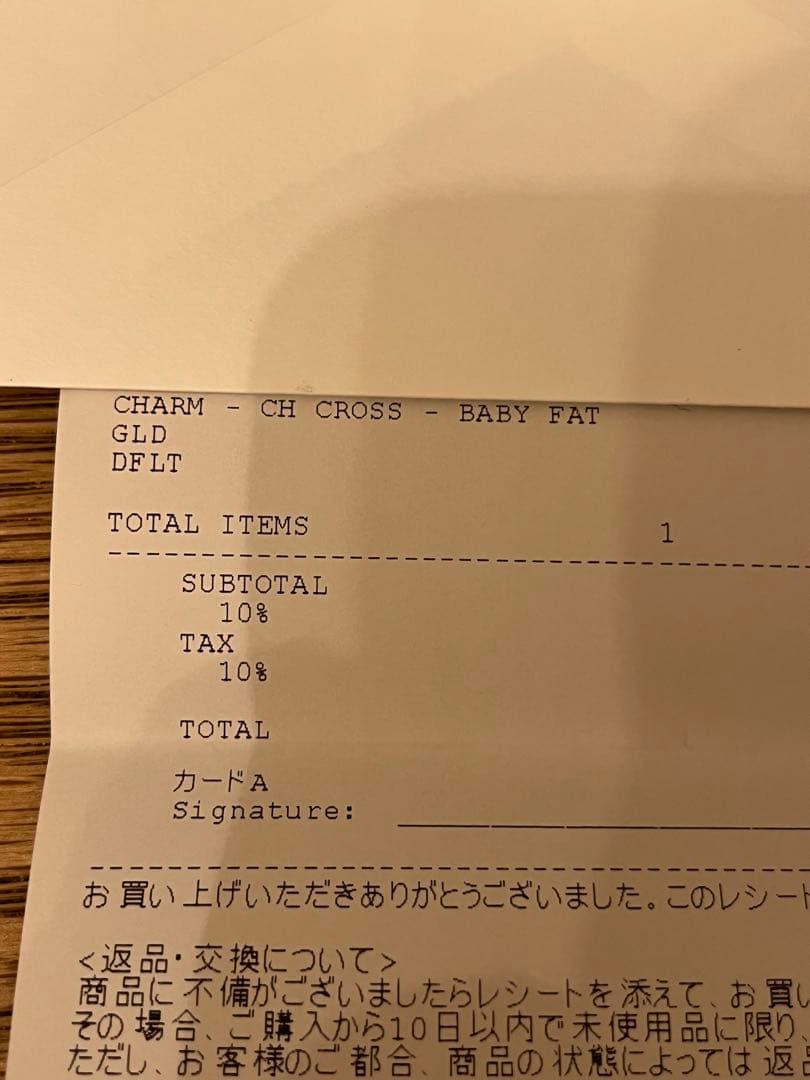 CHARM - CH CROSS - BABY FAT
GLD
DFLT
TOTAL ITEMS 1
SUBTOTAL
10%
TAX
10%
TOTAL
カードA
Signature:
お買い上げいただきありがとうございました。このレシート
<返品・交換について>
商品に不備がございましたらレシートを添えて、お買い
その場合、ご購入から10日以内で未使用品に限り、
ただし、お客様のご都合、商品の状態によっては返品